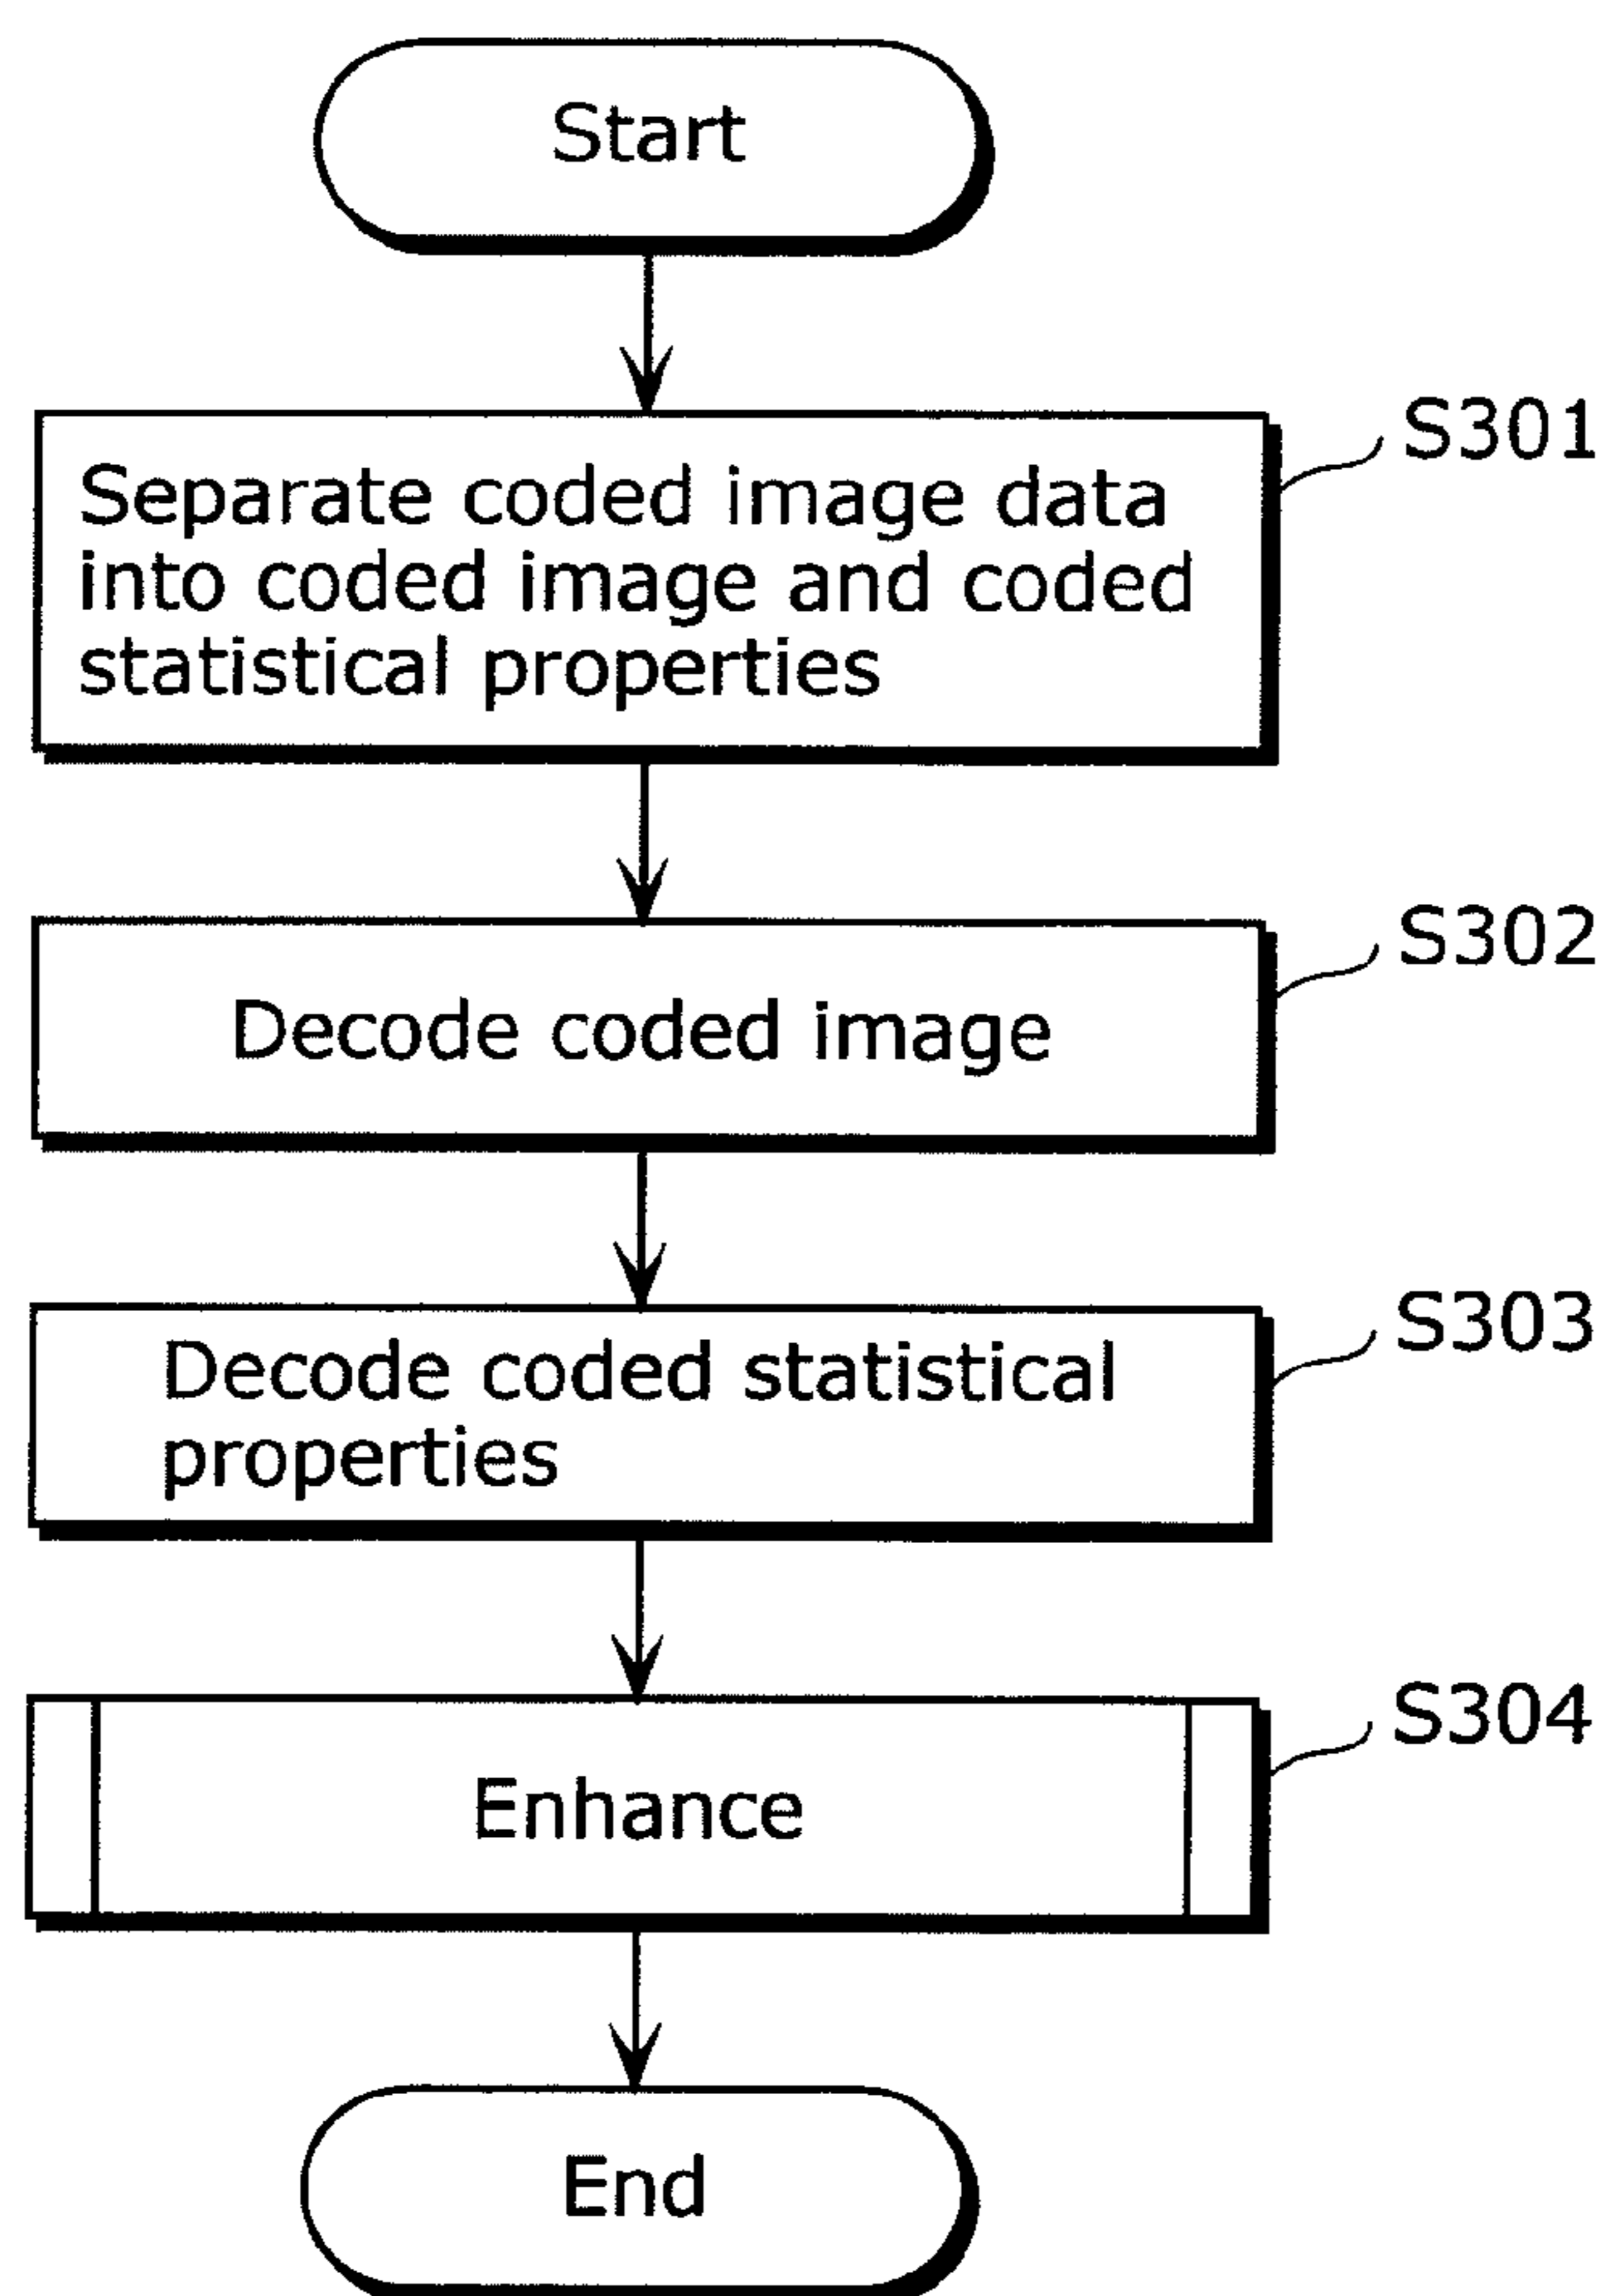 Start
S301
Separate coded image data
into coded image and coded
statistical properties
S302
Decode coded image
S303
Decode coded statistical
properties
S304
Enhance
End